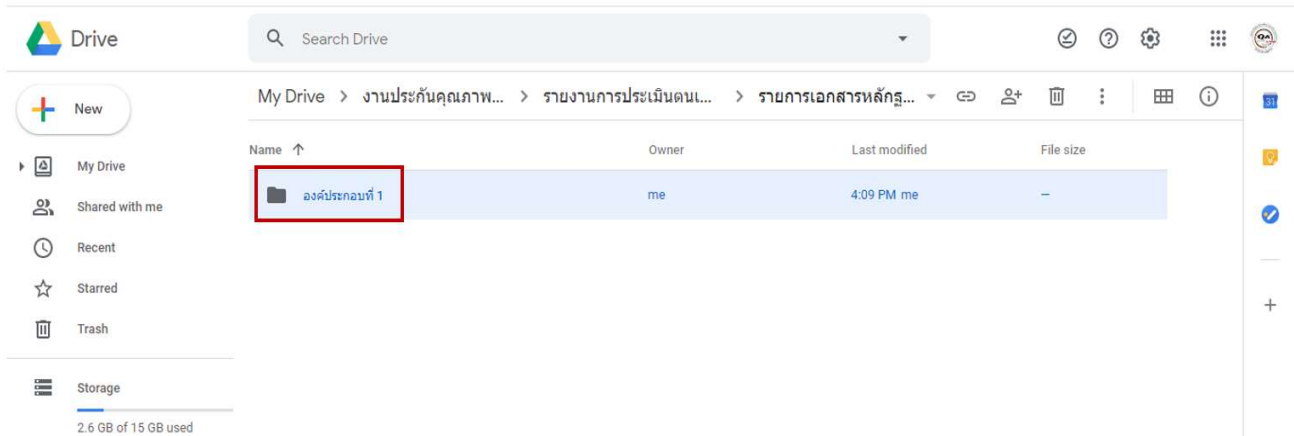 Drive
Search Drive
New
My Drive > งานประกันคุณภาพ... > รายงานการประเมินตนเ... > รายการเอกสารหลักฐ...
Name Owner Last modified File size
My Drive
องค์ประกอบที่ 1 me 4:09 PM me –
Shared with me
Recent
Starred
Trash
Storage
2.6 GB of 15 GB used
31
QA